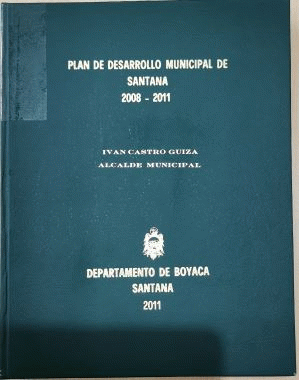 PLAN DE DESARROLLO MUNICIPAL DE
SANTANA
2008 - 2011
IVAN CASTRO GUIZA
ALCALDE MUNICIPAL
DEPARTAMENTO DE BOYACA
SANTANA
2011